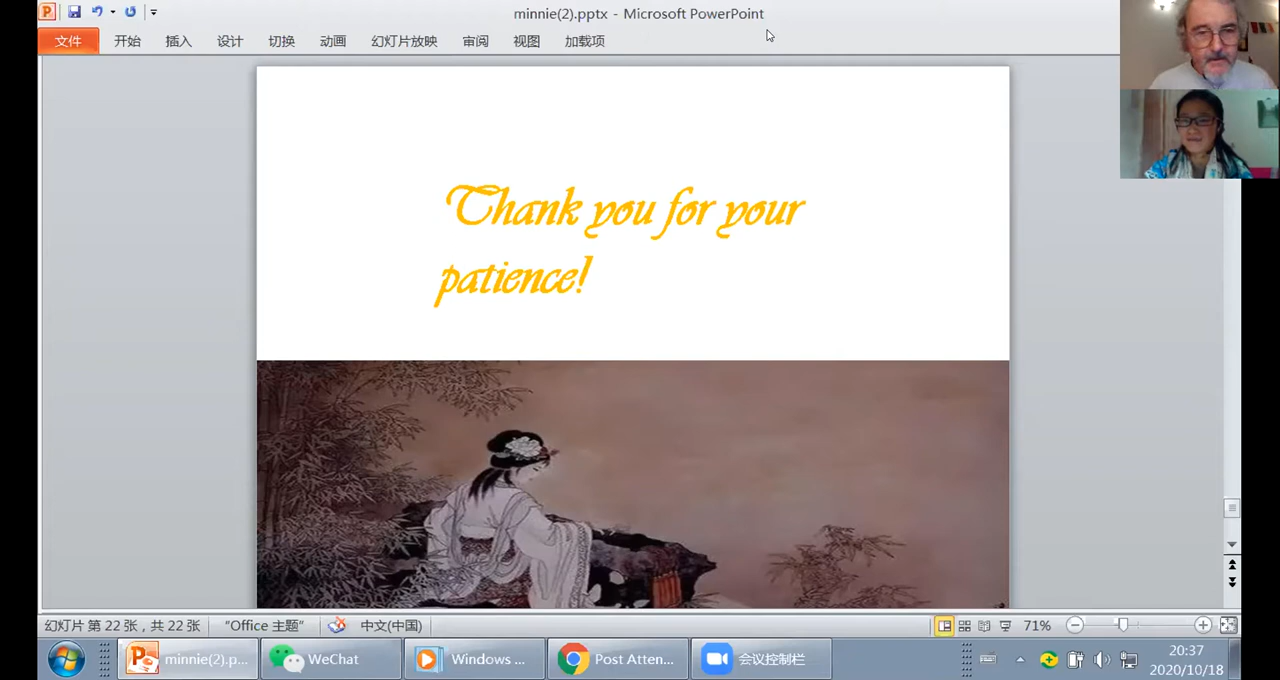 minnie(2).pptx - Microsoft PowerPoint
文件 开始 插入 设计 切换 动画 幻灯片放映 审阅 视图 加载项
Thank you for your
patience!
幻灯片 第 22 张，共 22 张 "Office 主题" 中文(中国) 71%
minnie(2).p... WeChat Windows ... Post Atten... 会议控制栏 20:37
2020/10/18